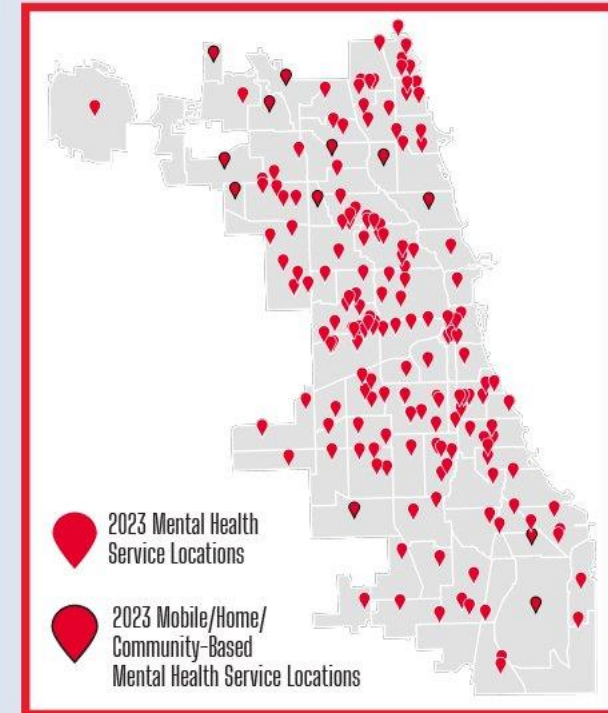 2023 Mental Health
Service Locations
2023 Mobile/Home/
Community-Based
Mental Health Service Locations